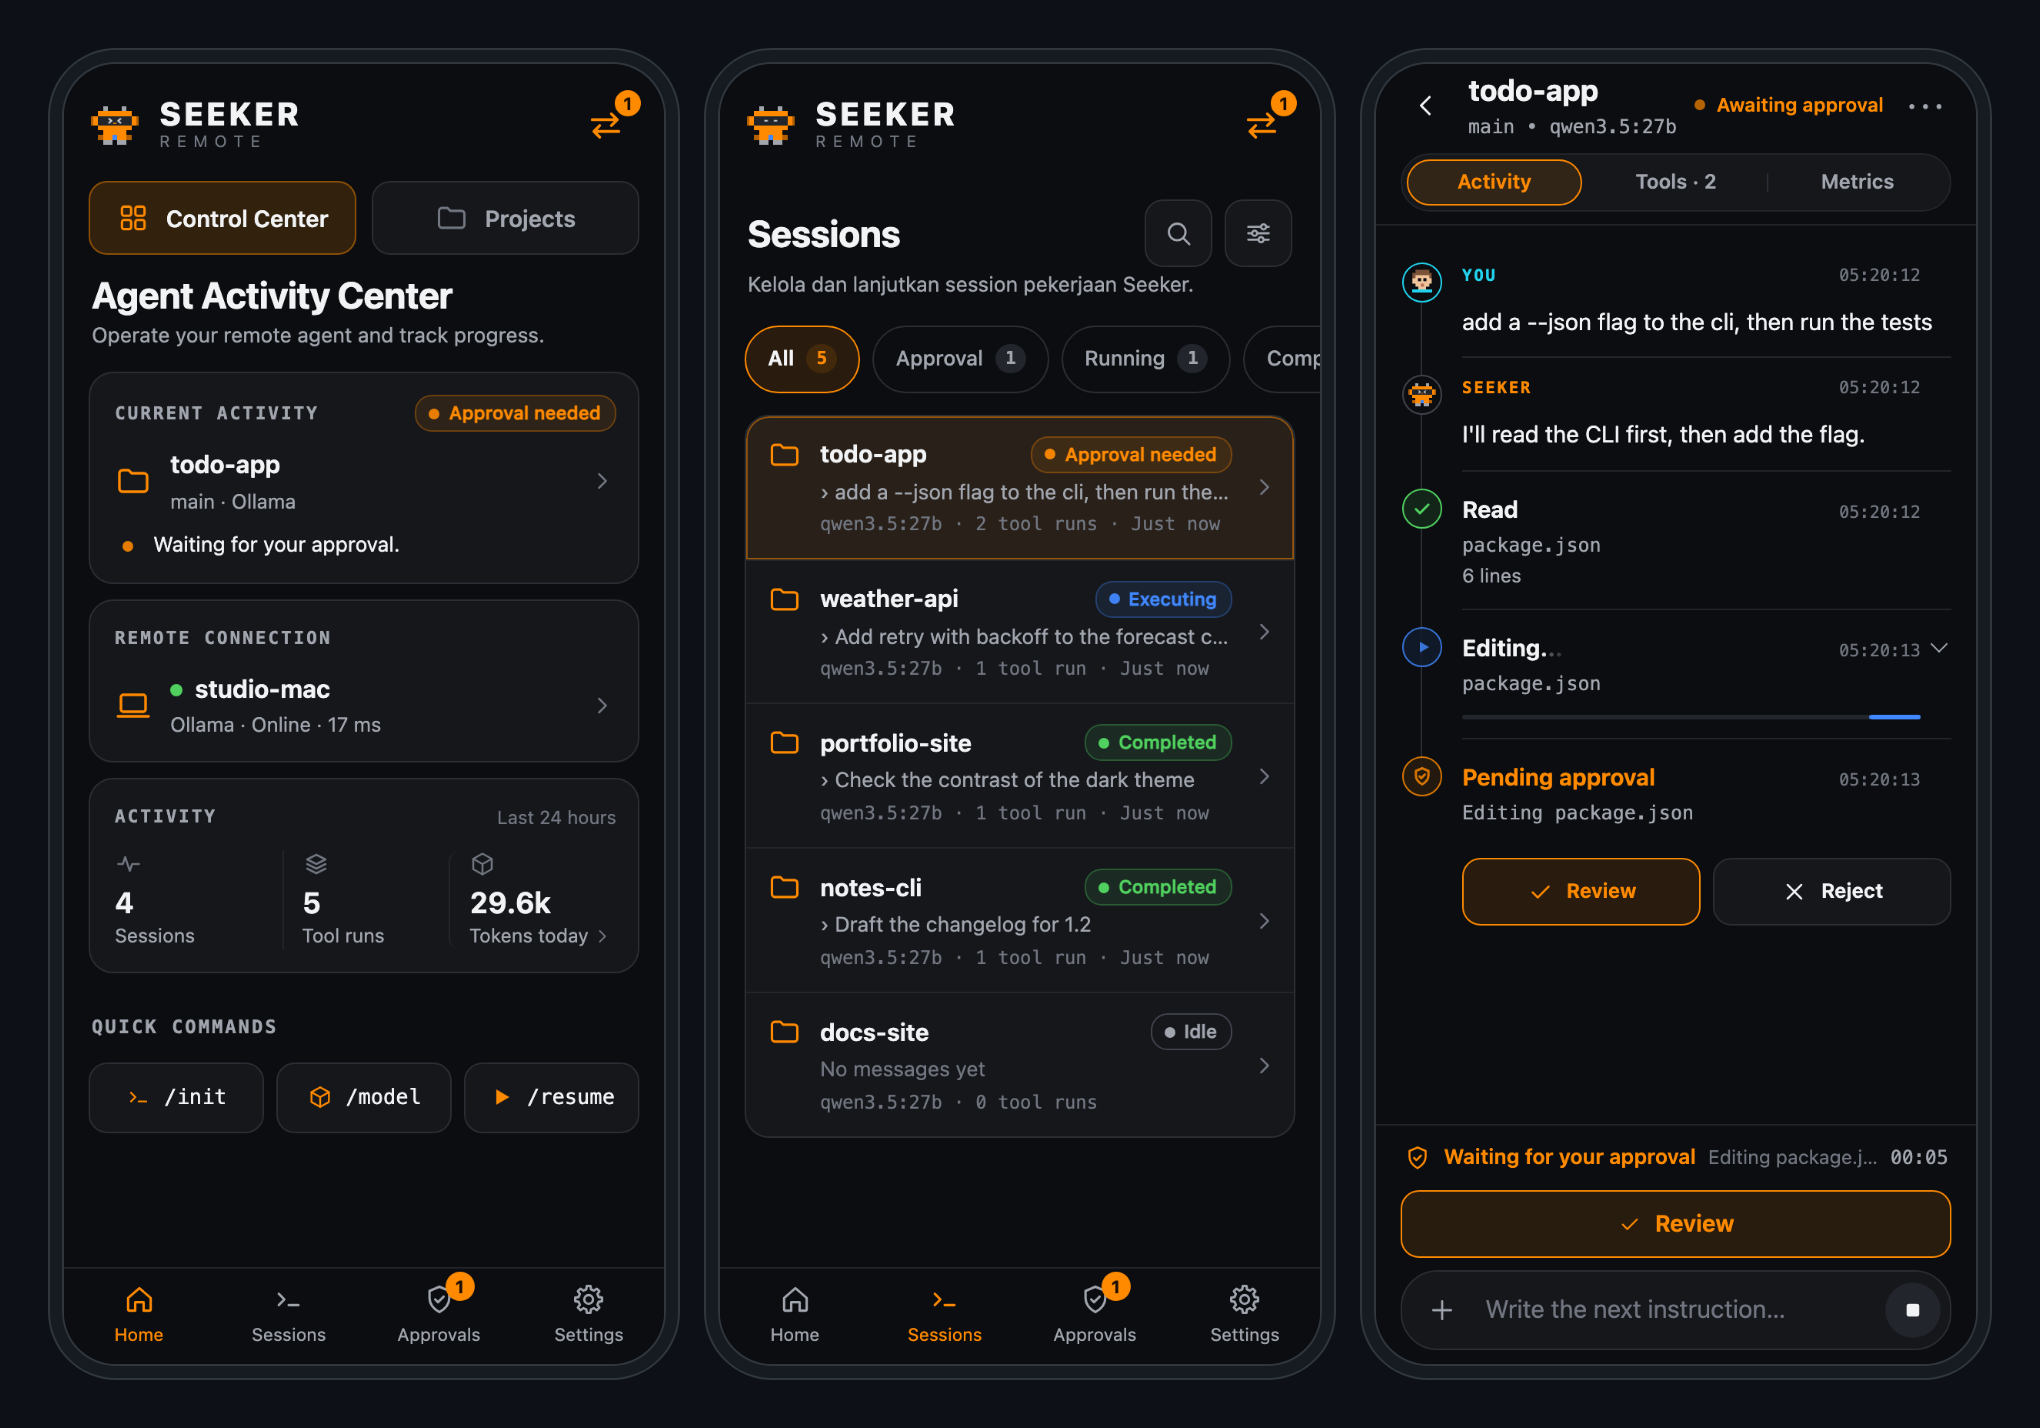 SEEKER
REMOTE
1
Control Center
Projects
Agent Activity Center
Operate your remote agent and track progress.
CURRENT ACTIVITY
Approval needed
todo-app
main · Ollama
Waiting for your approval.
REMOTE CONNECTION
studio-mac
Ollama · Online · 17 ms
ACTIVITY
Last 24 hours
4
Sessions
5
Tool runs
29.6k
Tokens today
QUICK COMMANDS
/init
/model
/resume
Home
Sessions
1
Approvals
Settings
SEEKER
REMOTE
1
Sessions
Kelola dan lanjutkan session pekerjaan Seeker.
All 5
Approval 1
Running 1
Comp
todo-app
Approval needed
› add a --json flag to the cli, then run the...
qwen3.5:27b · 2 tool runs · Just now
weather-api
Executing
› Add retry with backoff to the forecast c...
qwen3.5:27b · 1 tool run · Just now
portfolio-site
Completed
› Check the contrast of the dark theme
qwen3.5:27b · 1 tool run · Just now
notes-cli
Completed
› Draft the changelog for 1.2
qwen3.5:27b · 1 tool run · Just now
docs-site
Idle
No messages yet
qwen3.5:27b · 0 tool runs
Home
Sessions
1
Approvals
Settings
todo-app
main • qwen3.5:27b
Awaiting approval
Activity
Tools · 2
Metrics
YOU
05:20:12
add a --json flag to the cli, then run the tests
SEEKER
05:20:12
I'll read the CLI first, then add the flag.
Read
05:20:12
package.json
6 lines
Editing...
05:20:13
package.json
Pending approval
05:20:13
Editing package.json
Review
Reject
Waiting for your approval Editing package.j... 00:05
Review
Write the next instruction...